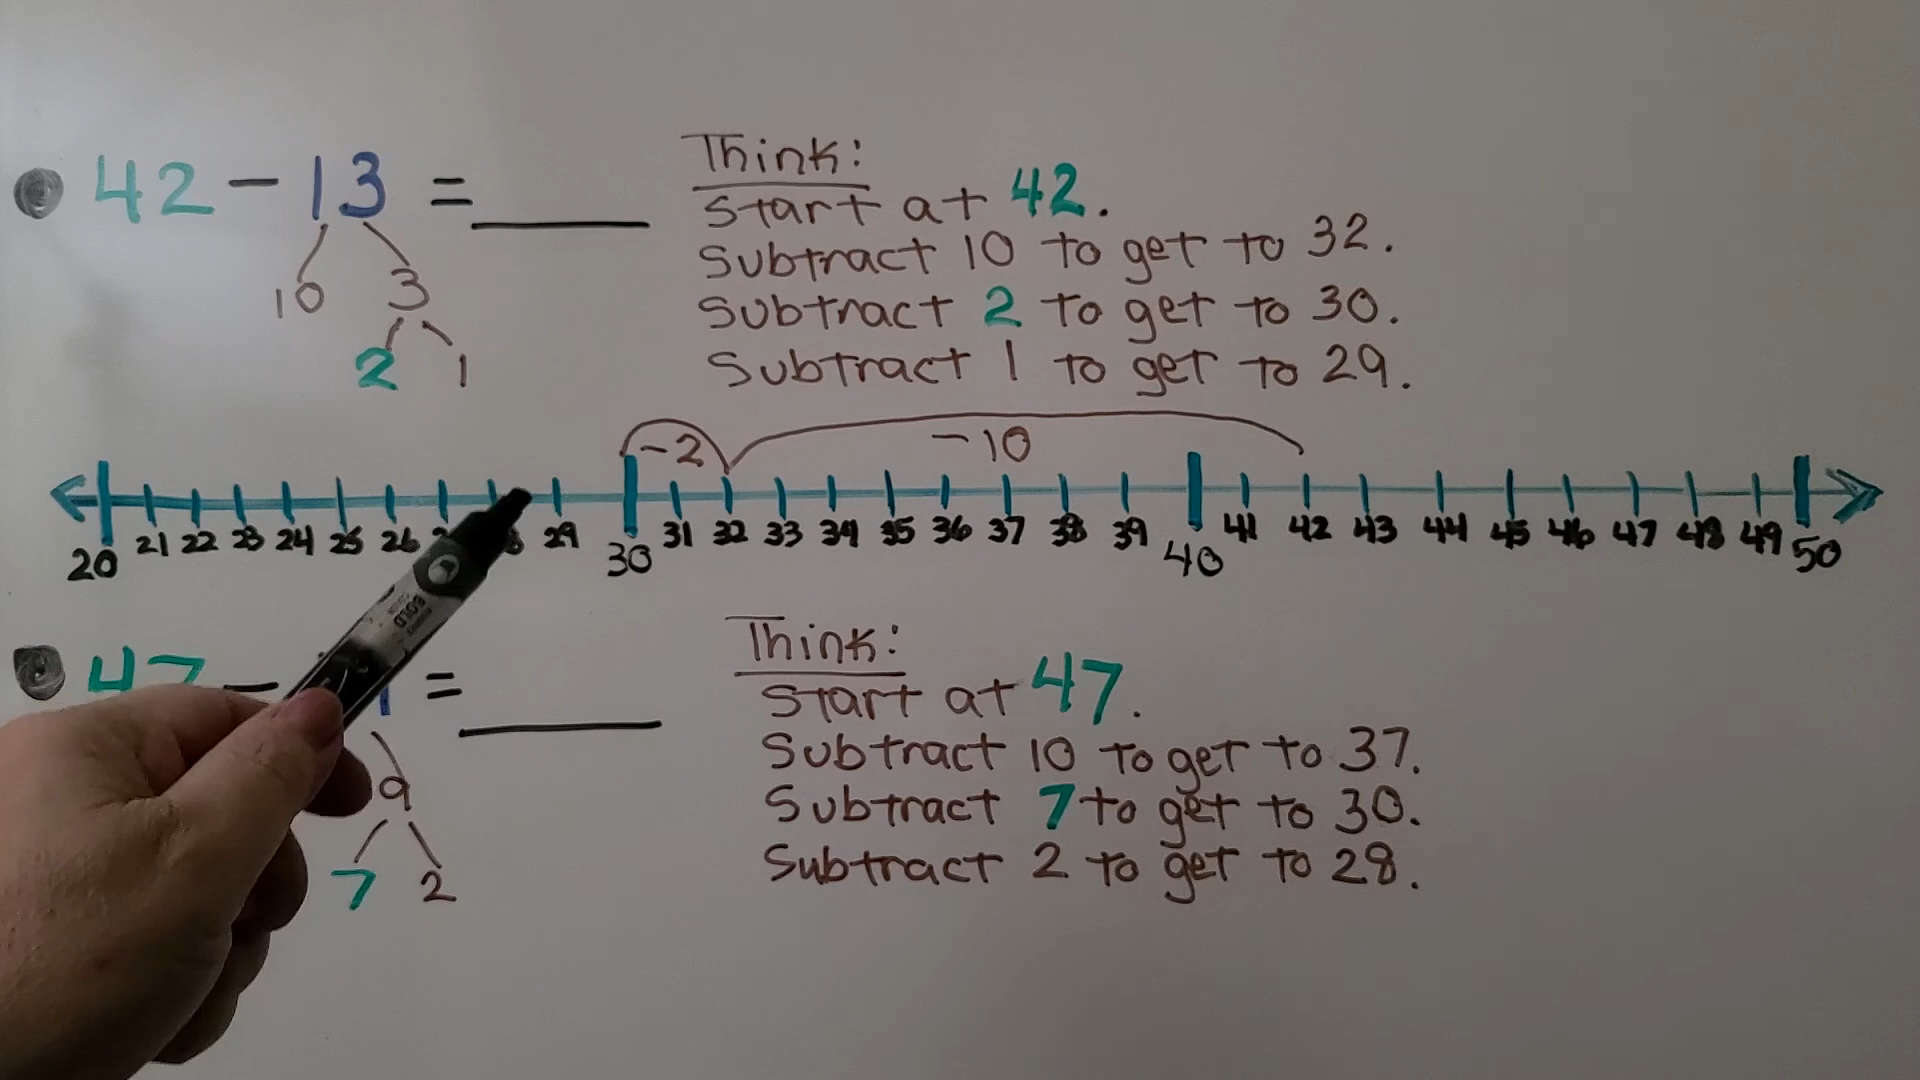 42 - 13 = ____
10 3
2 1
Think:
Start at 42.
Subtract 10 to get to 32.
Subtract 2 to get to 30.
Subtract 1 to get to 29.
-2 -10
20 21 22 23 24 25 26 29 30 31 32 33 34 35 36 37 38 39 40 41 42 43 44 45 46 47 48 49 50
BOLD
47 - =
9
7 2
Think:
Start at 47.
Subtract 10 to get to 37.
Subtract 7 to get to 30.
Subtract 2 to get to 28.